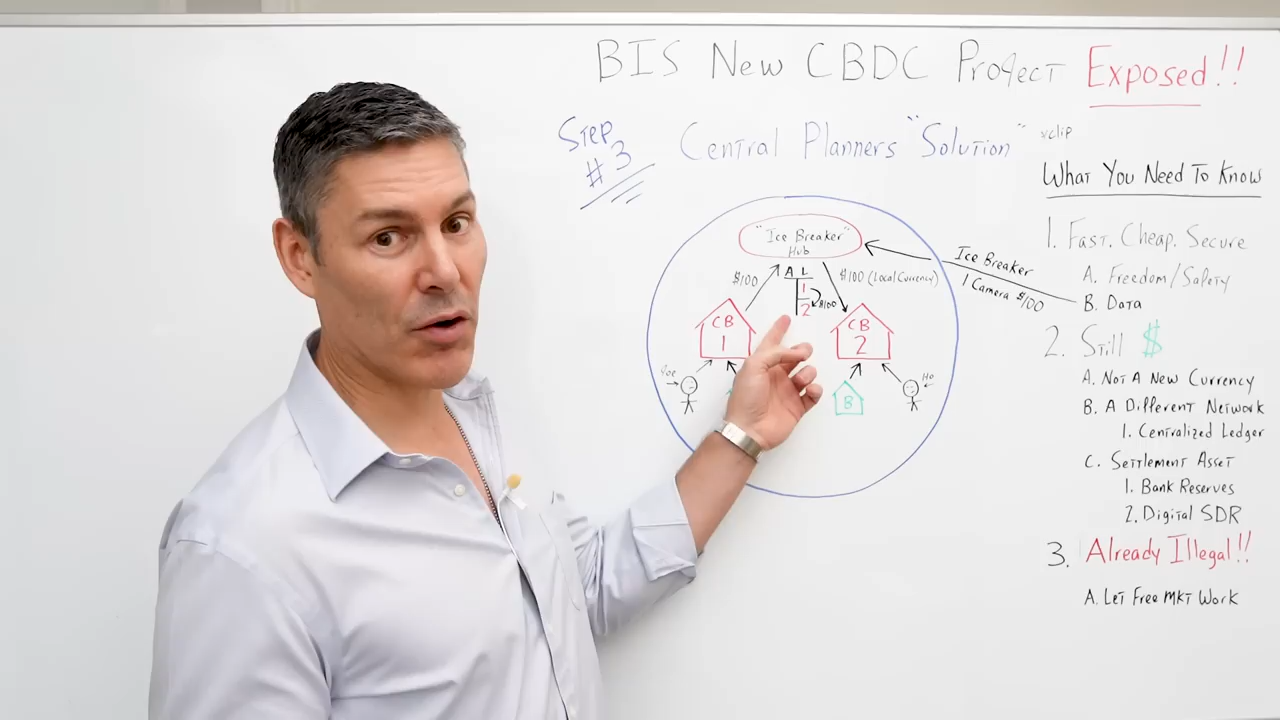 BIS New CBDC Project Exposed!!
Step #3
Central Planners "Solution"
*clip
"Ice Breaker"
Hub
$100
A L
1
2
$100
$100 (Local Currency)
CB
1
CB
2
Joe
B
Mo
Ice Breaker
1 Camera $100
What You Need To Know
1. Fast. Cheap. Secure
A. Freedom/Safety
B. Data
2. Still $
A. Not A New Currency
B. A Different Network
1. Centralized Ledger
C. Settlement Asset
1. Bank Reserves
2. Digital SDR
3. Already Illegal!!
A. Let Free Mkt Work